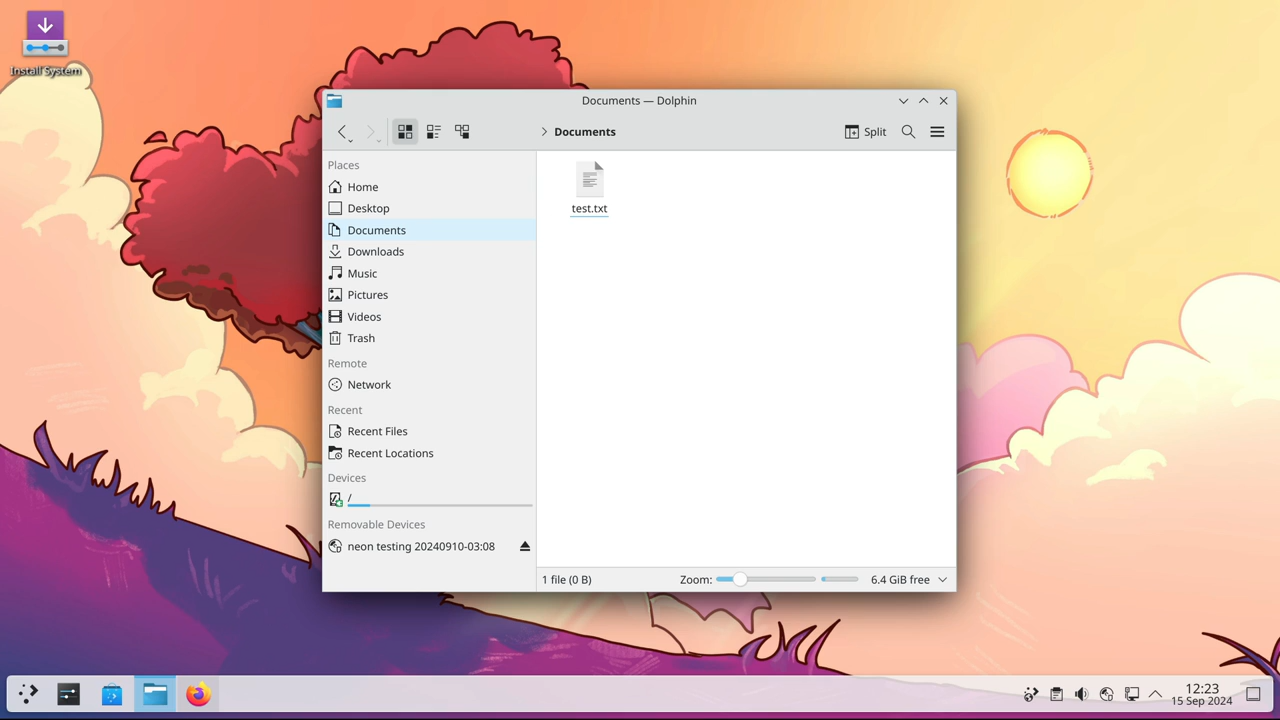 Install System
Documents — Dolphin
Documents
Split
Places
Home
Desktop
Documents
Downloads
Music
Pictures
Videos
Trash
Remote
Network
Recent
Recent Files
Recent Locations
Devices
/
Removable Devices
neon testing 20240910-03:08
test.txt
1 file (0 B)
Zoom:
6.4 GiB free
12:23
15 Sep 2024